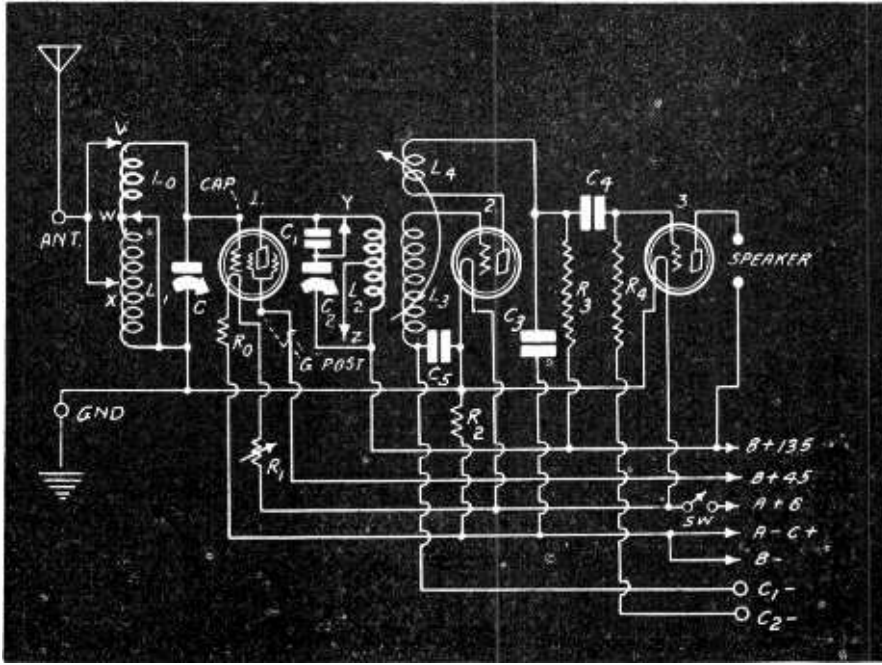 V
L0
CAP
1.
Y
L4
C4
ANT.
W
C1
2
3
SPEAKER
X
L1
C
L2
L3
R3
R4
C2
C3
R0
Z
G POST
C5
GND
R2
R1
B+135
B+45
A+6
SW
A-C+
B-
C1-
C2-